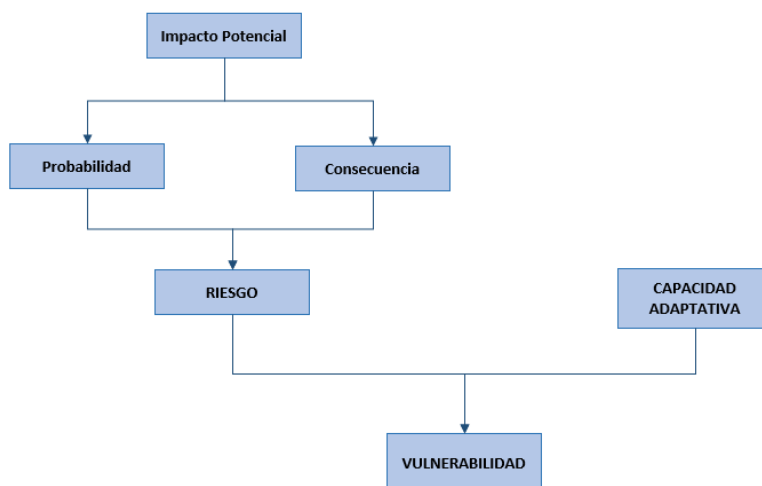 Impacto Potencial
Probabilidad
Consecuencia
RIESGO
CAPACIDAD
ADAPTATIVA
VULNERABILIDAD